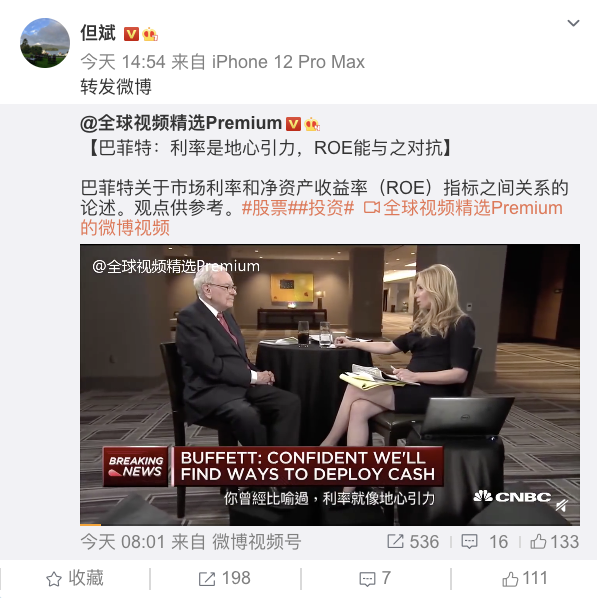 但斌
今天 14:54 来自 iPhone 12 Pro Max
转发微博
@全球视频精选Premium
【巴菲特：利率是地心引力，ROE能与之对抗】
巴菲特关于市场利率和净资产收益率（ROE）指标之间关系的
论述。观点供参考。#股票##投资# 全球视频精选Premium
的微博视频
@全球视频精选Premium
BREAKING
NEWS
BUFFETT: CONFIDENT WE'LL
FIND WAYS TO DEPLOY CASH
你曾經比喻過，利率就像地心引力
CNBC
今天 08:01 来自 微博视频号 536 16 133
收藏 198 7 111